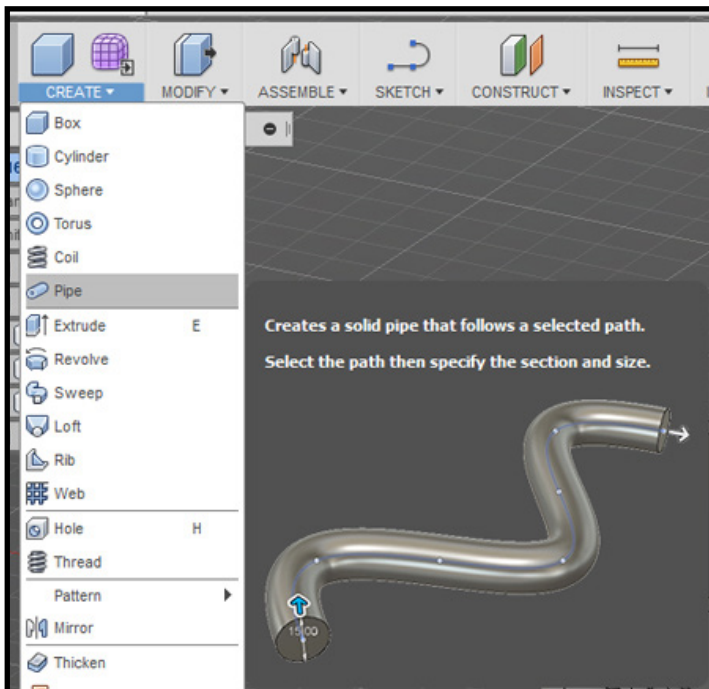 CREATE ▾ MODIFY ▾ ASSEMBLE ▾ SKETCH ▾ CONSTRUCT ▾ INSPECT ▾
Box
Cylinder
Sphere
Torus
Coil
Pipe
Extrude E
Revolve
Sweep
Loft
Rib
Web
Hole H
Thread
Pattern
Mirror
Thicken
Creates a solid pipe that follows a selected path.
Select the path then specify the section and size.
15.00